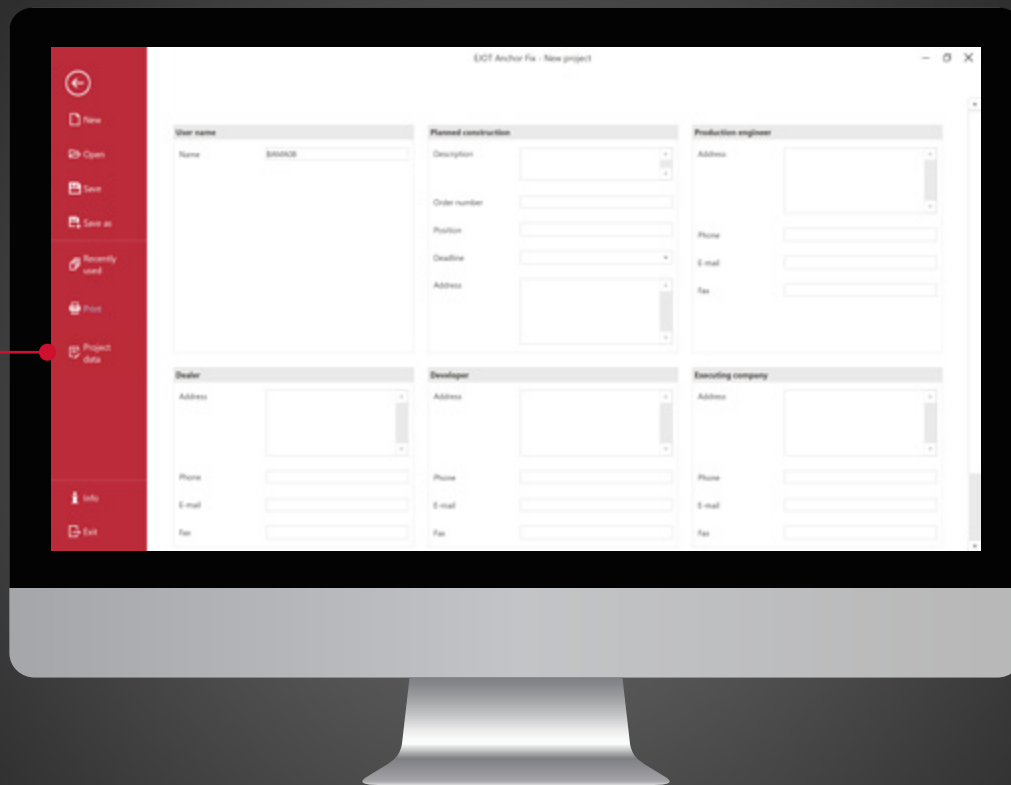 EJOT Anchor Fix - New project
New
Open
Save
Save as
Recently
used
Print
Project
data
Info
Exit
User name
Name
Planned construction
Description
Order number
Position
Deadline
Address
Production engineer
Address
Phone
E-mail
Fax
Dealer
Address
Phone
E-mail
Fax
Developer
Address
Phone
E-mail
Fax
Executing company
Address
Phone
E-mail
Fax